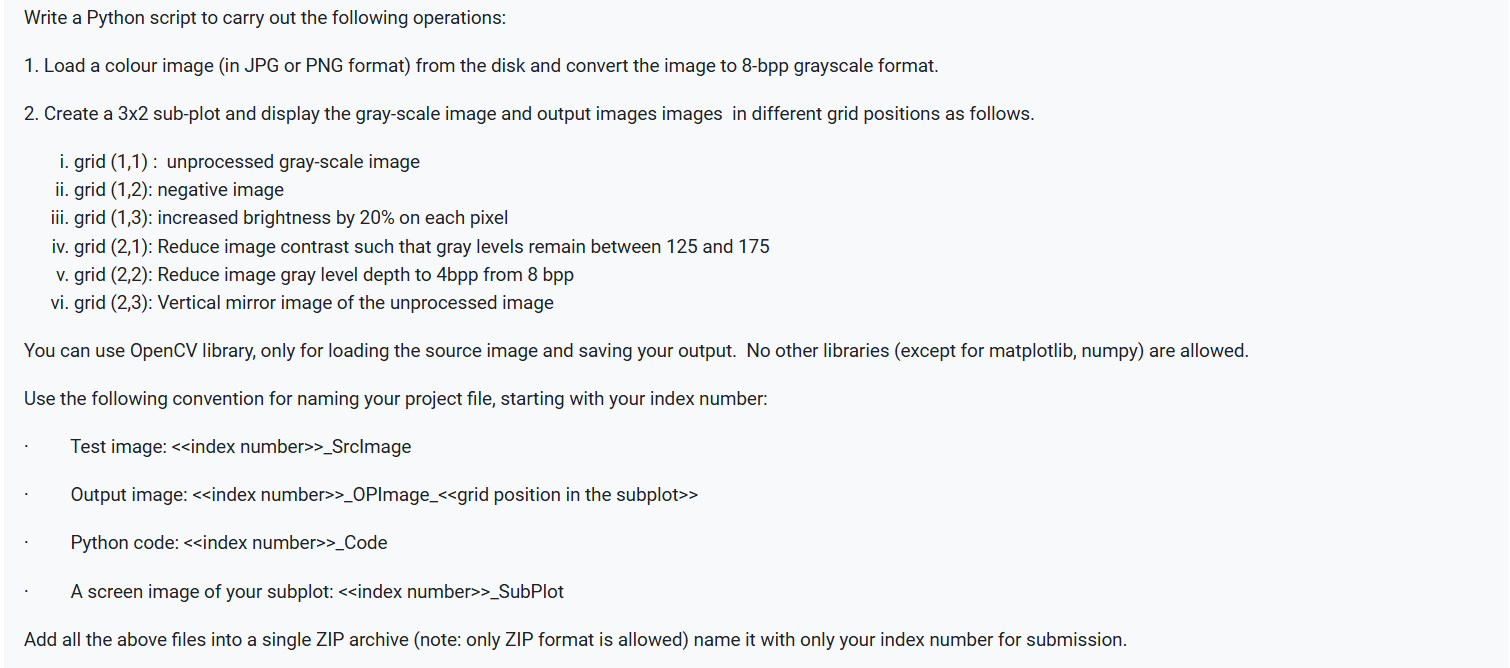 Write a Python script to carry out the following operations:
1. Load a colour image (in JPG or PNG format) from the disk and convert the image to 8-bpp grayscale format.
2. Create a 3x2 sub-plot and display the gray-scale image and output images images  in different grid positions as follows.
i. grid (1,1) :  unprocessed gray-scale image
ii. grid (1,2): negative image
iii. grid (1,3): increased brightness by 20% on each pixel
iv. grid (2,1): Reduce image contrast such that gray levels remain between 125 and 175
v. grid (2,2): Reduce image gray level depth to 4bpp from 8 bpp
vi. grid (2,3): Vertical mirror image of the unprocessed image
You can use OpenCV library, only for loading the source image and saving your output.  No other libraries (except for matplotlib, numpy) are allowed.
Use the following convention for naming your project file, starting with your index number:
· Test image: <<index number>>_SrcImage
· Output image: <<index number>>_OPImage_<<grid position in the subplot>>
· Python code: <<index number>>_Code
· A screen image of your subplot: <<index number>>_SubPlot
Add all the above files into a single ZIP archive (note: only ZIP format is allowed) name it with only your index number for submission.